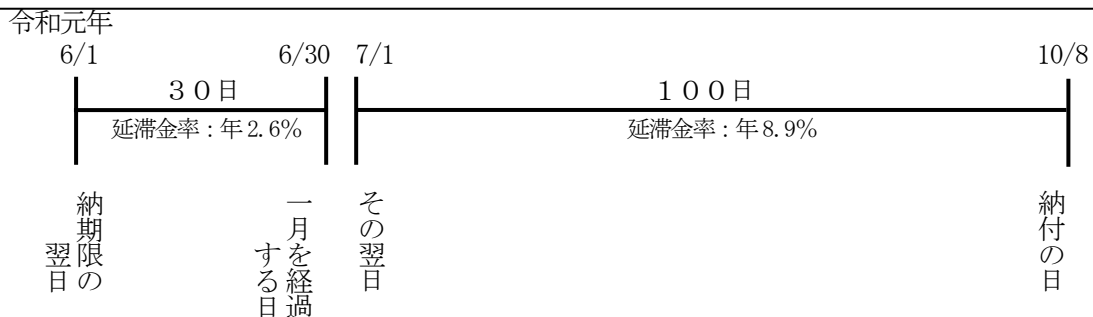 令和元年
6/1 6/30 7/1 10/8
３０日 １００日
延滞金率：年2.6% 延滞金率：年8.9%
納期限の
翌日
一月を経過
する日
その翌日
納付の日